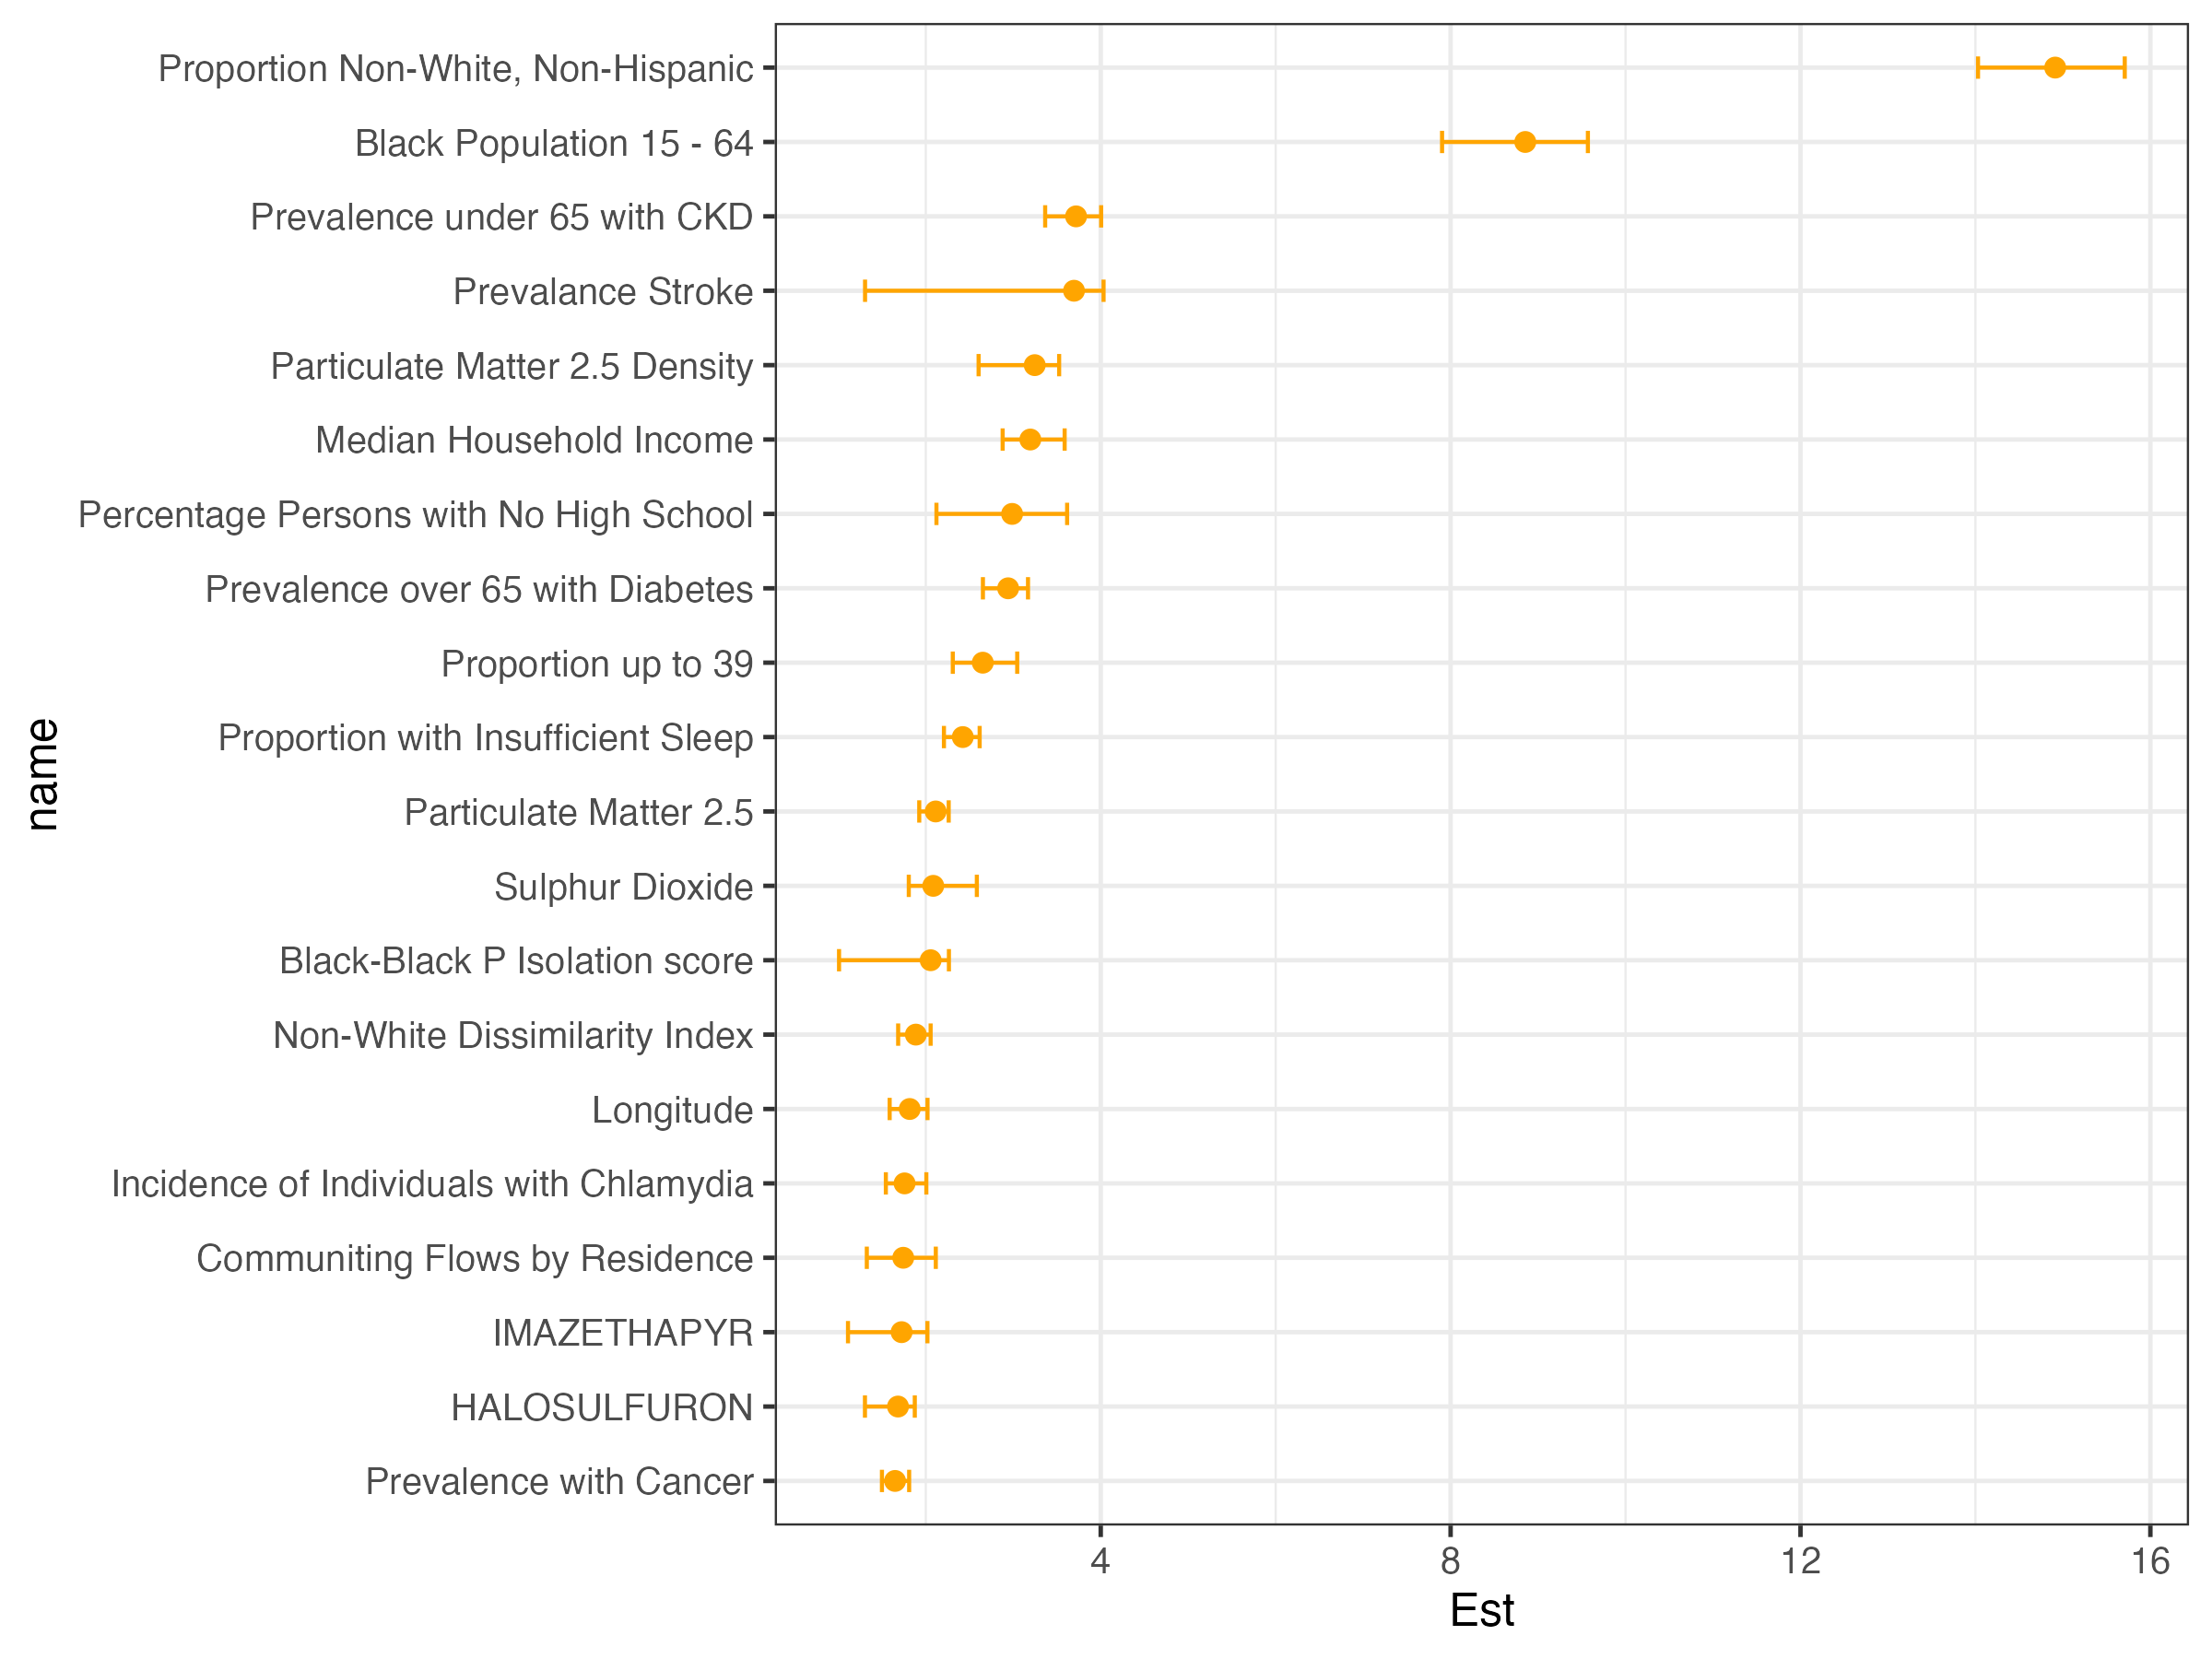 Proportion Non-White, Non-Hispanic
Black Population 15 - 64
Prevalence under 65 with CKD
Prevalance Stroke
Particulate Matter 2.5 Density
Median Household Income
Percentage Persons with No High School
Prevalence over 65 with Diabetes
Proportion up to 39
Proportion with Insufficient Sleep
Particulate Matter 2.5
Sulphur Dioxide
Black-Black P Isolation score
Non-White Dissimilarity Index
Longitude
Incidence of Individuals with Chlamydia
Communiting Flows by Residence
IMAZETHAPYR
HALOSULFURON
Prevalence with Cancer
name
4 8 12 16
Est